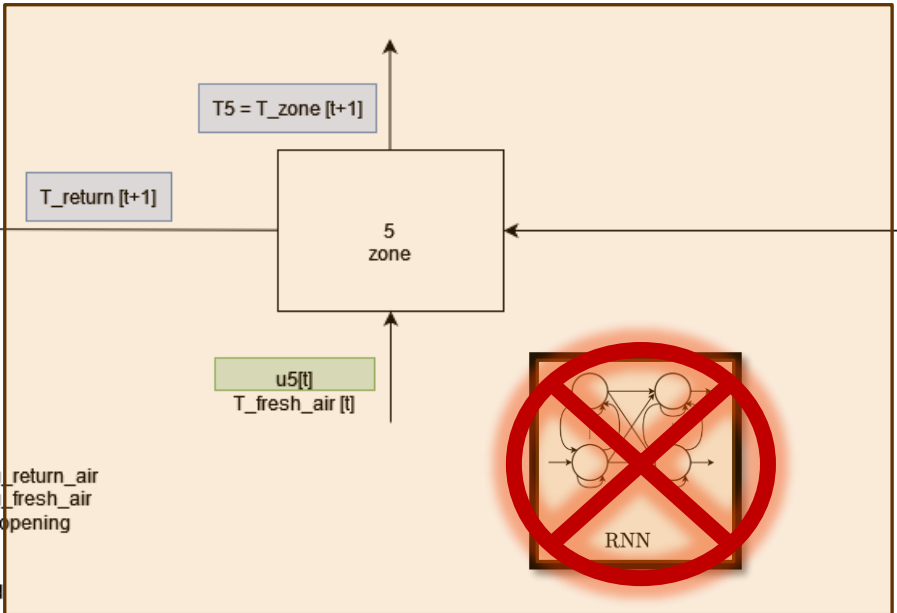 T5 = T_zone [t+1]
T_return [t+1]
5
zone
u5[t]
T_fresh_air [t]
_return_air
_fresh_air
opening
RNN